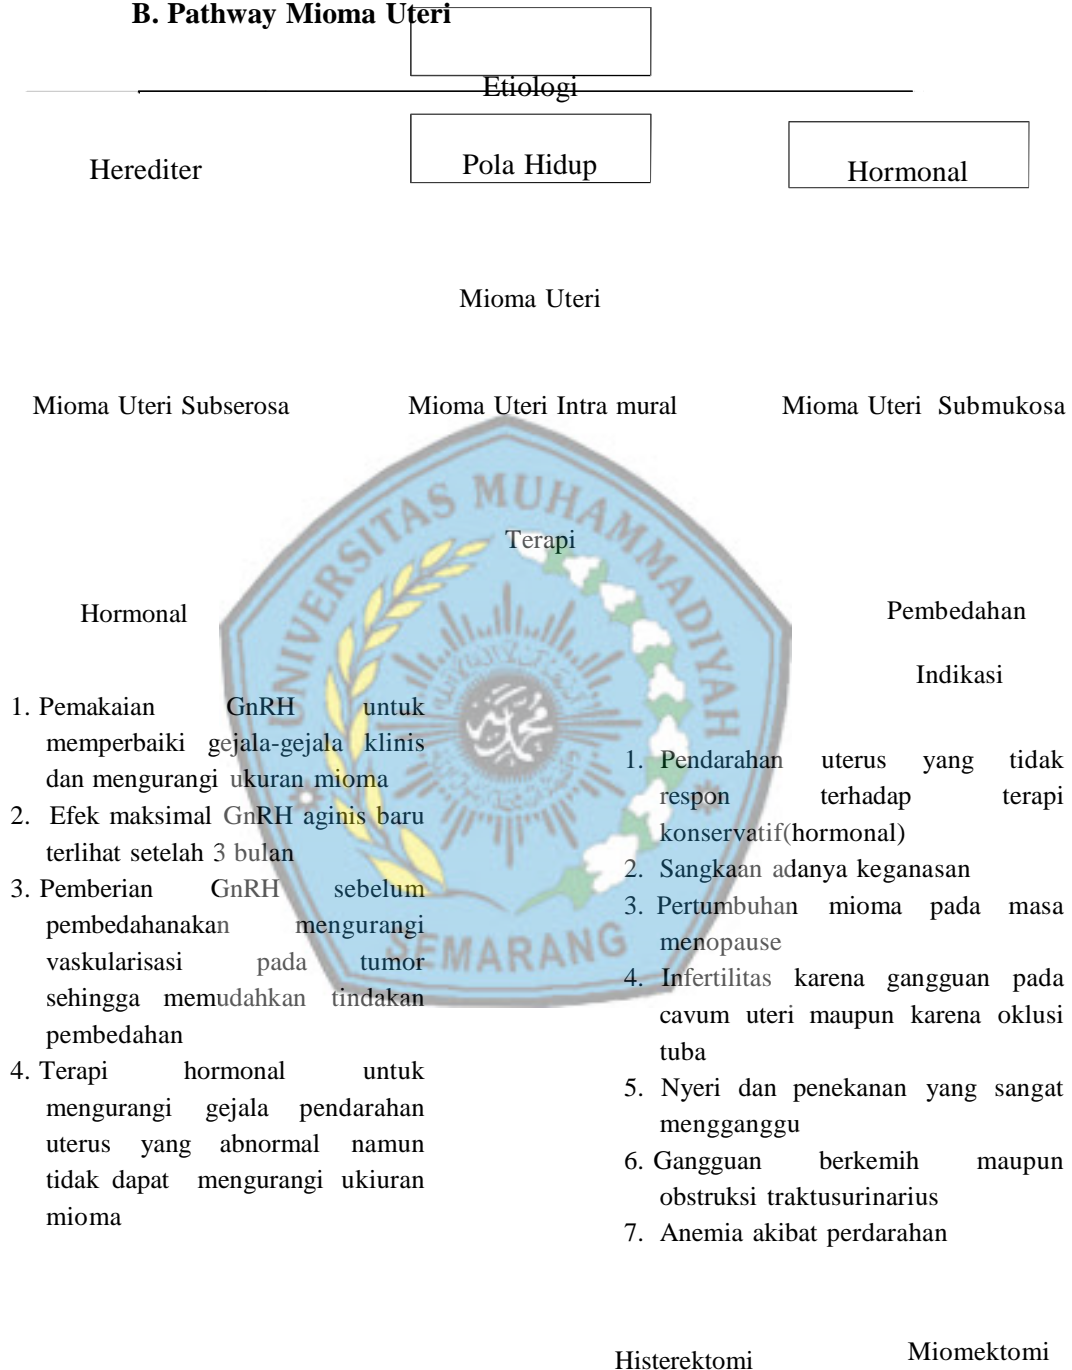 B. Pathway Mioma Uteri
Etiologi
Herediter
Pola Hidup
Hormonal
Mioma Uteri
Mioma Uteri Subserosa
Mioma Uteri Intra mural
Mioma Uteri Submukosa
UNIVERSITAS MUHAMMADIYAH
SEMARANG
Terapi
Hormonal
1. Pemakaian GnRH untuk
memperbaiki gejala-gejala klinis
dan mengurangi ukuran mioma
2. Efek maksimal GnRH aginis baru
terlihat setelah 3 bulan
3. Pemberian GnRH sebelum
pembedahanakan mengurangi
vaskularisasi pada tumor
sehingga memudahkan tindakan
pembedahan
4. Terapi hormonal untuk
mengurangi gejala pendarahan
uterus yang abnormal namun
tidak dapat mengurangi ukiuran
mioma
Pembedahan
Indikasi
1. Pendarahan uterus yang tidak
respon terhadap terapi
konservatif(hormonal)
2. Sangkaan adanya keganasan
3. Pertumbuhan mioma pada masa
menopause
4. Infertilitas karena gangguan pada
cavum uteri maupun karena oklusi
tuba
5. Nyeri dan penekanan yang sangat
mengganggu
6. Gangguan berkemih maupun
obstruksi traktusurinarius
7. Anemia akibat perdarahan
Histerektomi
Miomektomi